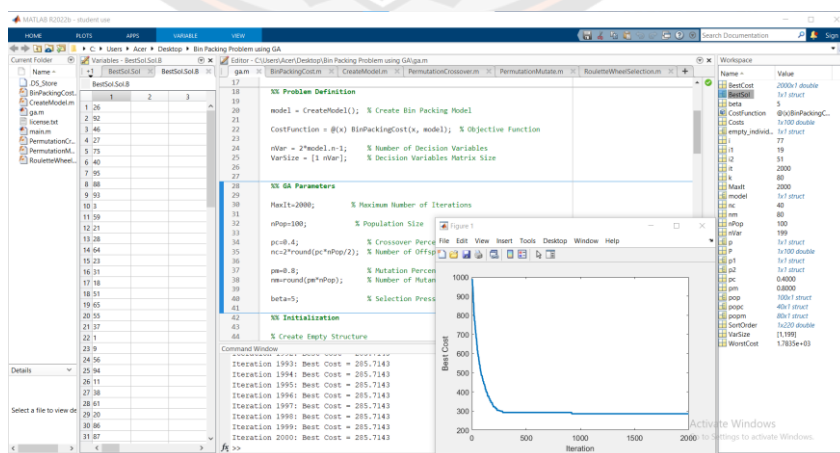 MATLAB R2022b - student use
HOME PLOTS APPS VARIABLE VIEW
Search Documentation Sign
C: Users Acer Desktop Bin Packing Problem using GA
Current Folder
Name
.DS_Store
BinPackingCost....
CreateModel.m
ga.m
license.txt
main.m
PermutationCr...
PermutationM...
RouletteWheel...
Details
Select a file to view de
Variables - BestSol.Sol.B
BestSol.Sol BestSol.Sol.B
BestSol.Sol.B
1 2 3
1 26
2 92
3 46
4 27
5 75
6 40
7 95
8 88
9 93
10 3
11 59
12 21
13 28
14 64
15 23
16 31
17 18
18 51
19 65
20 55
21 37
22 1
23 9
24 56
25 94
26 11
27 38
28 61
29 20
30 86
31 87
Editor - C:\Users\Acer\Desktop\Bin Packing Problem using GA\ga.m
ga.m BinPackingCost.m CreateModel.m PermutationCrossover.m PermutationMutate.m RouletteWheelSelection.m
17
18 %% Problem Definition
19
20 model = CreateModel(); % Create Bin Packing Model
21
22 CostFunction = @(x) BinPackingCost(x, model); % Objective Function
23
24 nVar = 2*model.n-1; % Number of Decision Variables
25 VarSize = [1 nVar]; % Decision Variables Matrix Size
26
27
28 %% GA Parameters
29
30 MaxIt=2000; % Maximum Number of Iterations
31
32 nPop=100; % Population Size
33
34 pc=0.4; % Crossover Perce
35 nc=2*round(pc*nPop/2); % Number of Offsp
36
37 pm=0.8; % Mutation Percen
38 nm=round(pm*nPop); % Number of Mutan
39
40 beta=5; % Selection Press
41
42 %% Initialization
43
44 % Create Empty Structure
Command Window
Iteration 1992: Best Cost = 285.7143
Iteration 1993: Best Cost = 285.7143
Iteration 1994: Best Cost = 285.7143
Iteration 1995: Best Cost = 285.7143
Iteration 1996: Best Cost = 285.7143
Iteration 1997: Best Cost = 285.7143
Iteration 1998: Best Cost = 285.7143
Iteration 1999: Best Cost = 285.7143
Iteration 2000: Best Cost = 285.7143
fx >>
Figure 1
File Edit View Insert Tools Desktop Window Help
1000
900
800
700
600
500
400
300
200
Best Cost
0 500 1000 1500 2000
Iteration
Workspace
Name Value
BestCost 2000x1 double
BestSol 1x1 struct
beta 5
CostFunction @(x)BinPackingC...
Costs 1x100 double
empty_individ... 1x1 struct
i 77
i1 19
i2 51
it 2000
k 80
MaxIt 2000
model 1x1 struct
nc 40
nm 80
nPop 100
nVar 199
p 1x1 struct
P 1x100 double
p1 1x1 struct
p2 1x1 struct
pc 0.4000
pm 0.8000
pop 100x1 struct
popc 40x1 struct
popm 80x1 struct
SortOrder 1x220 double
VarSize [1,199]
WorstCost 1.7835e+03
Activate Windows
to Settings to activate Windows.